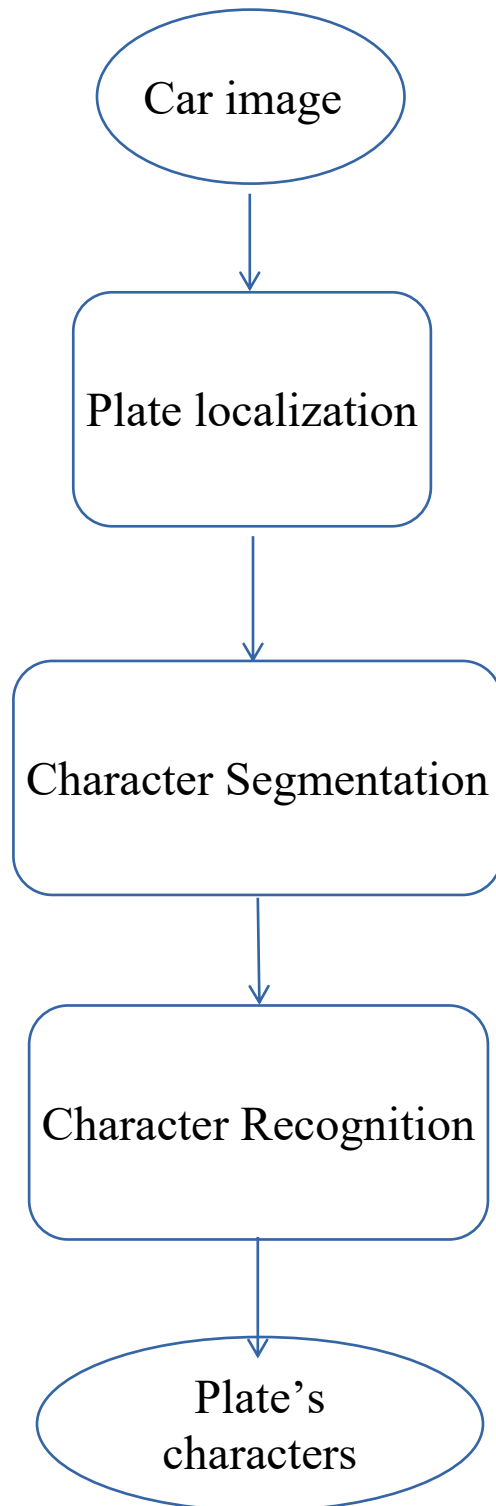 Car image
Plate localization
Character Segmentation
Character Recognition
Plate’s
characters